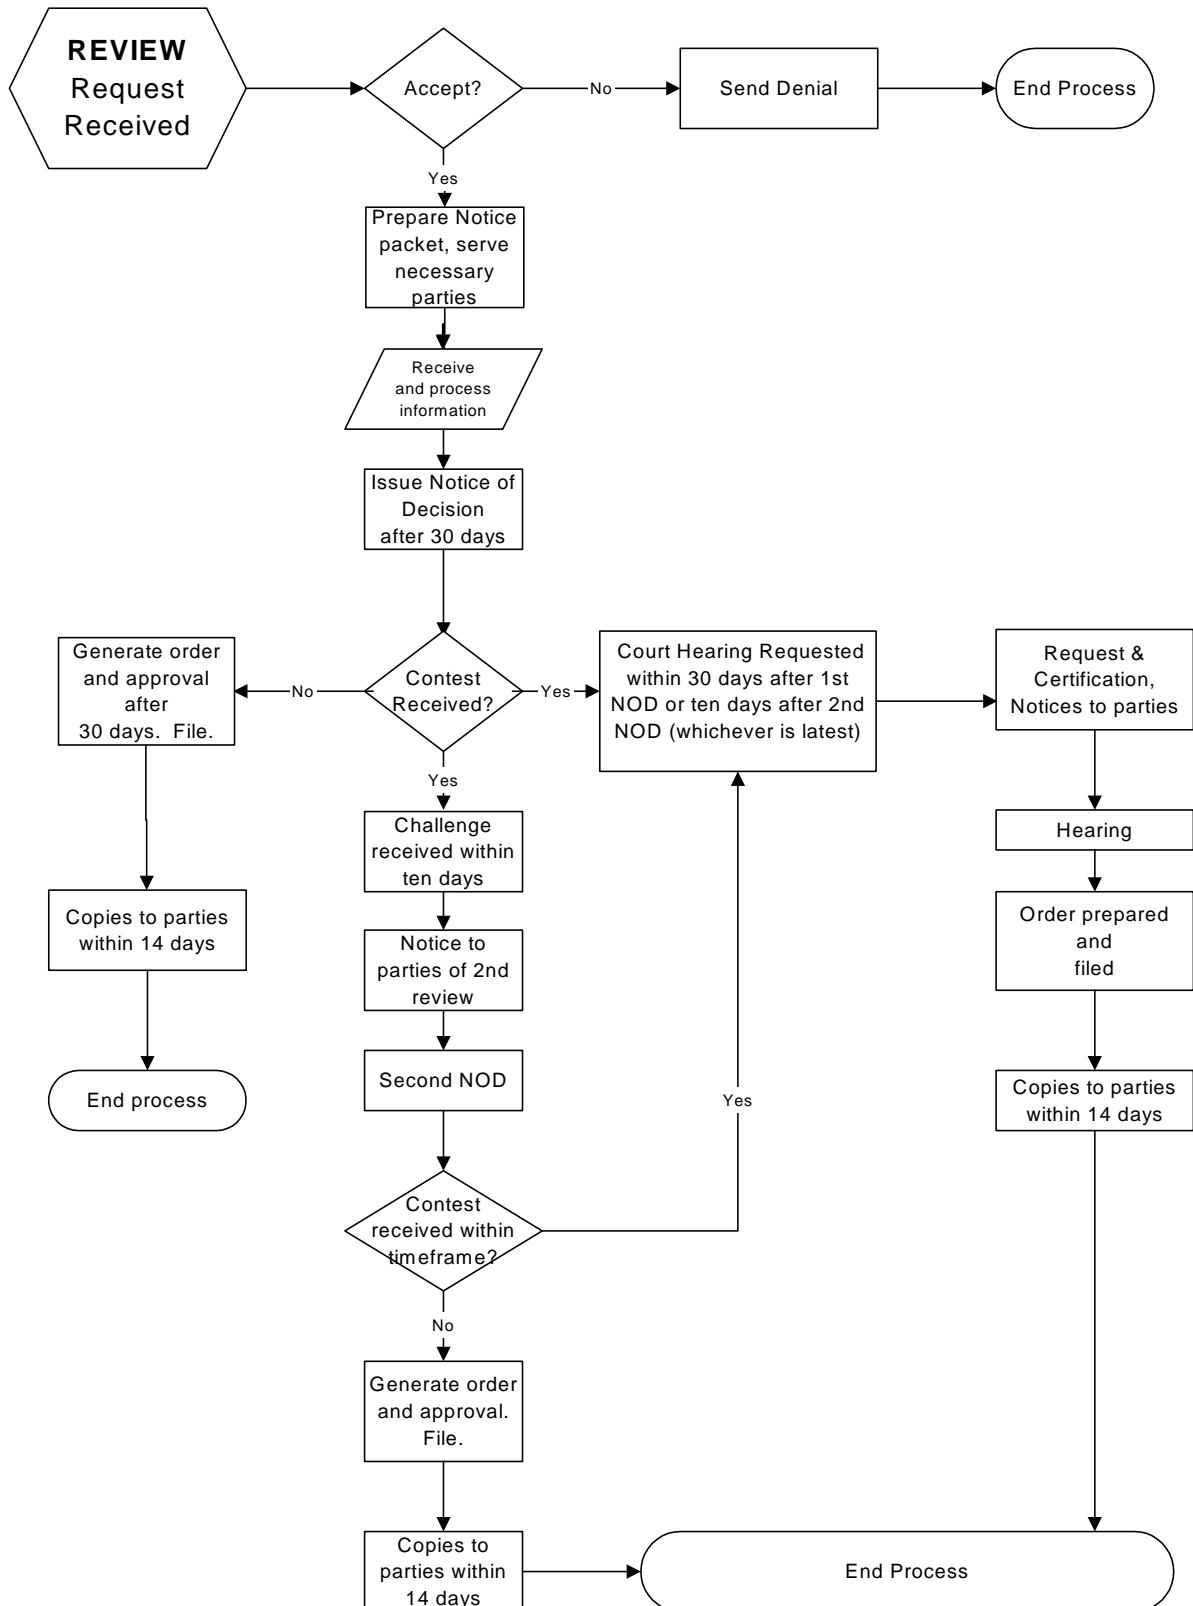 REVIEW
Request
Received
Accept?
No
Send Denial
End Process
Yes
Prepare Notice
packet, serve
necessary
parties
Receive
and process
information
Issue Notice of
Decision
after 30 days
Generate order
and approval
after
30 days.  File.
No
Contest
Received?
Yes
Court Hearing Requested
within 30 days after 1st
NOD or ten days after 2nd
NOD (whichever is latest)
Request &
Certification,
Notices to parties
Yes
Challenge
received within
ten days
Hearing
Copies to parties
within 14 days
Notice to
parties of 2nd
review
Order prepared
and
filed
End process
Second NOD
Yes
Copies to parties
within 14 days
Contest
received within
timeframe?
No
Generate order
and approval.
File.
Copies to
parties within
14 days
End Process